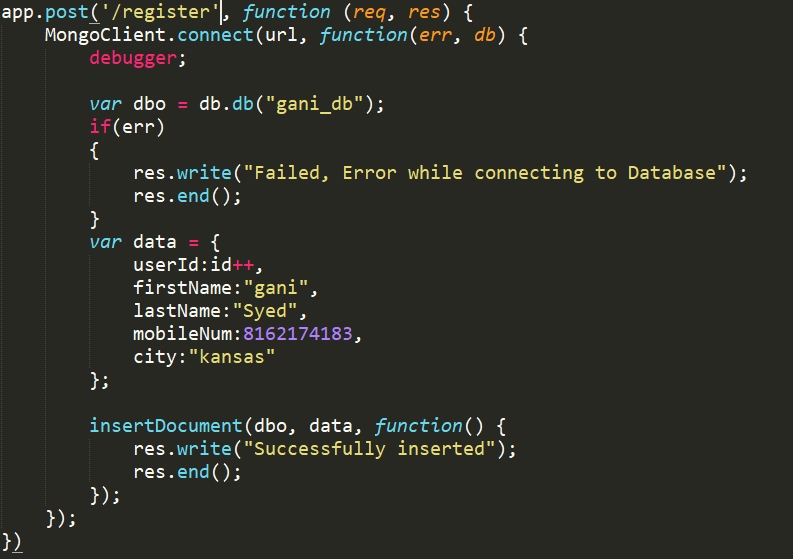 app.post('/register', function (req, res) {
    MongoClient.connect(url, function(err, db) {
        debugger;

        var dbo = db.db("gani_db");
        if(err)
        {
            res.write("Failed, Error while connecting to Database");
            res.end();
        }
        var data = {
            userId:id++,
            firstName:"gani",
            lastName:"Syed",
            mobileNum:8162174183,
            city:"kansas"
        };

        insertDocument(dbo, data, function() {
            res.write("Successfully inserted");
            res.end();
        });
    });
})